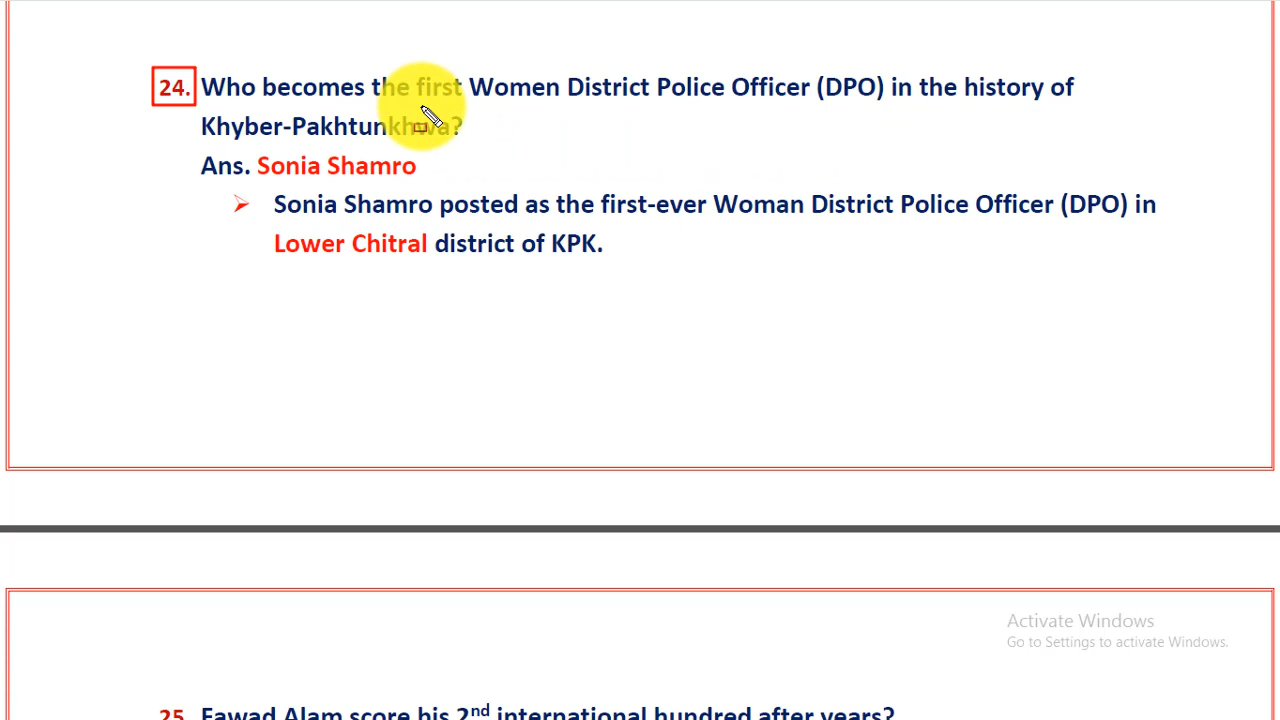 24. Who becomes the first Women District Police Officer (DPO) in the history of
Khyber-Pakhtunkhwa?
Ans. Sonia Shamro
➢ Sonia Shamro posted as the first-ever Woman District Police Officer (DPO) in
Lower Chitral district of KPK.
Activate Windows
Go to Settings to activate Windows.
25. Fawad Alam score his 2nd international hundred after years?